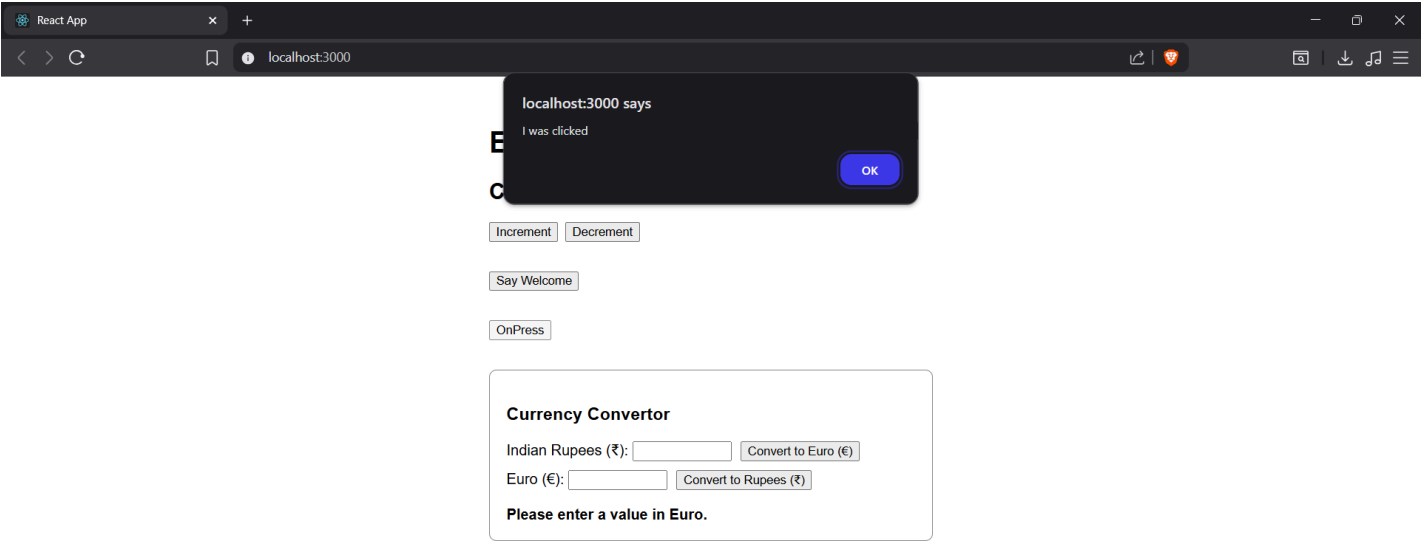 React App
localhost:3000
localhost:3000 says
I was clicked
OK
Increment Decrement
Say Welcome
OnPress
Currency Convertor
Indian Rupees (₹): Convert to Euro (€)
Euro (€): Convert to Rupees (₹)
Please enter a value in Euro.